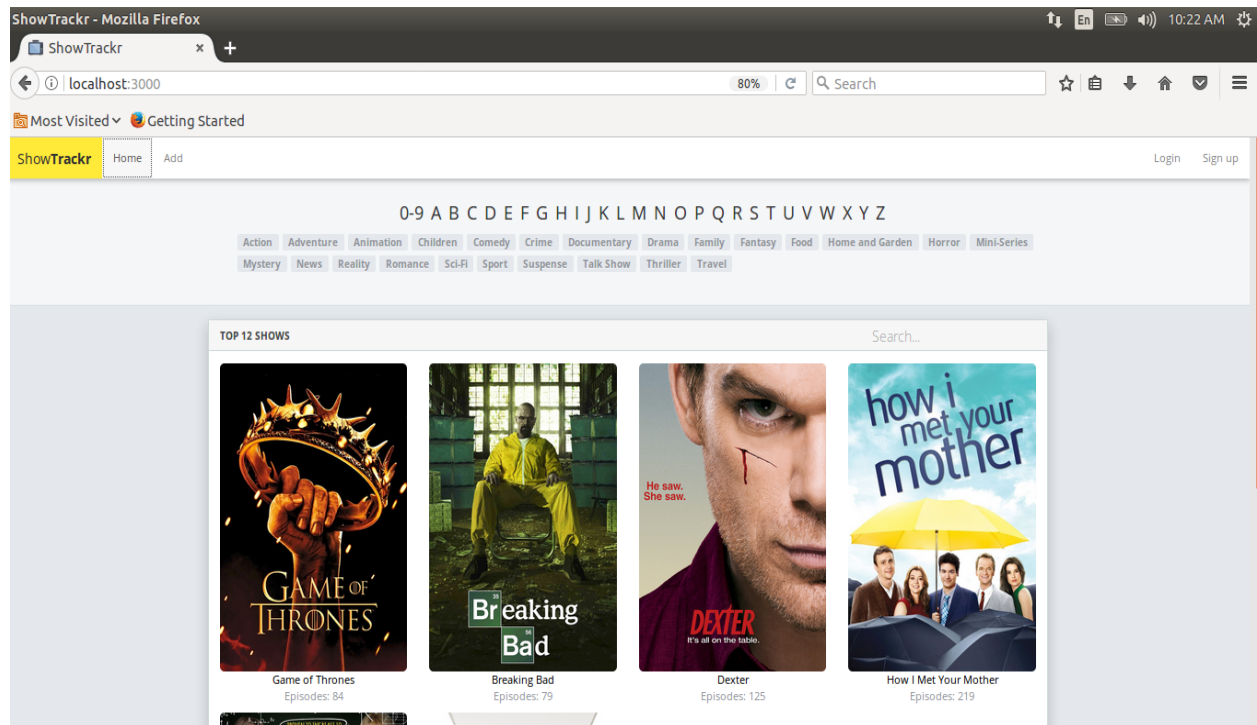 ShowTrackr - Mozilla Firefox
En
10:22 AM
ShowTrackr
localhost:3000
80%
Search
Most Visited
Getting Started
ShowTrackr
Home
Add
Login
Sign up
0-9 A B C D E F G H I J K L M N O P Q R S T U V W X Y Z
Action Adventure Animation Children Comedy Crime Documentary Drama Family Fantasy Food Home and Garden Horror Mini-Series
Mystery News Reality Romance Sci-Fi Sport Suspense Talk Show Thriller Travel
TOP 12 SHOWS
Search...
GAME OF
THRONES
Breaking
Bad
He saw.
She saw.
DEXTER
It's all on the table.
how i
met your
mother
Game of Thrones
Episodes: 84
Breaking Bad
Episodes: 79
Dexter
Episodes: 125
How I Met Your Mother
Episodes: 219